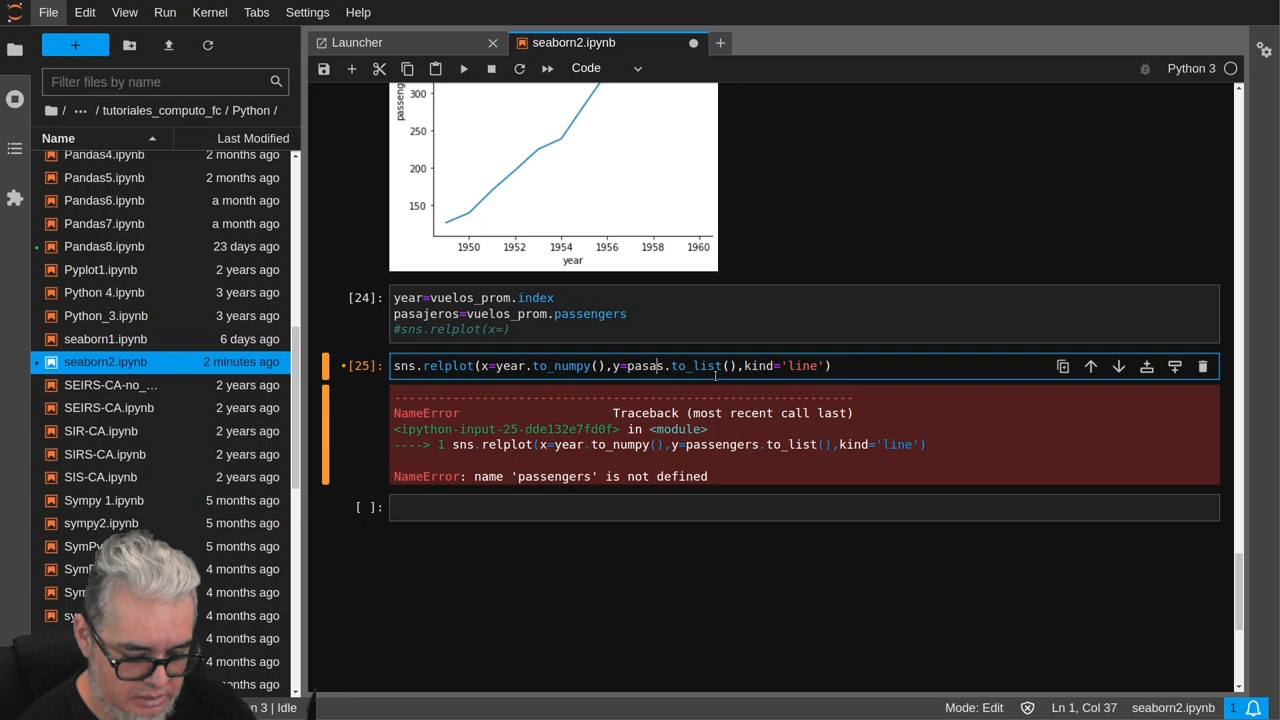 File Edit View Run Kernel Tabs Settings Help
Launcher
seaborn2.ipynb
Code
Python 3
Filter files by name
/ ... / tutoriales_computo_fc / Python /
Name Last Modified
Pandas4.ipynb 2 months ago
Pandas5.ipynb 2 months ago
Pandas6.ipynb a month ago
Pandas7.ipynb a month ago
Pandas8.ipynb 23 days ago
Pyplot1.ipynb 2 years ago
Python 4.ipynb 3 years ago
Python_3.ipynb 3 years ago
seaborn1.ipynb 6 days ago
seaborn2.ipynb 2 minutes ago
SEIRS-CA-no_... 2 years ago
SEIRS-CA.ipynb 2 years ago
SIR-CA.ipynb 2 years ago
SIRS-CA.ipynb 2 years ago
SIS-CA.ipynb 2 years ago
Sympy 1.ipynb 5 months ago
sympy2.ipynb 5 months ago
SymPy 5 months ago
4 months ago
4 months ago
4 months ago
4 months ago
4 months ago
300
250
200
150
1950 1952 1954 1956 1958 1960
year
[24]: year=vuelos_prom.index
pasajeros=vuelos_prom.passengers
#sns.relplot(x=)
[25]: sns.relplot(x=year.to_numpy(),y=pasas.to_list(),kind='line')
---------------------------------------------------------------------------
NameError Traceback (most recent call last)
<ipython-input-25-dde132e7fd0f> in <module>
----> 1 sns.relplot(x=year.to_numpy(),y=passengers.to_list(),kind='line')
NameError: name 'passengers' is not defined
[ ]:
3 | Idle
Mode: Edit
Ln 1, Col 37
seaborn2.ipynb
1